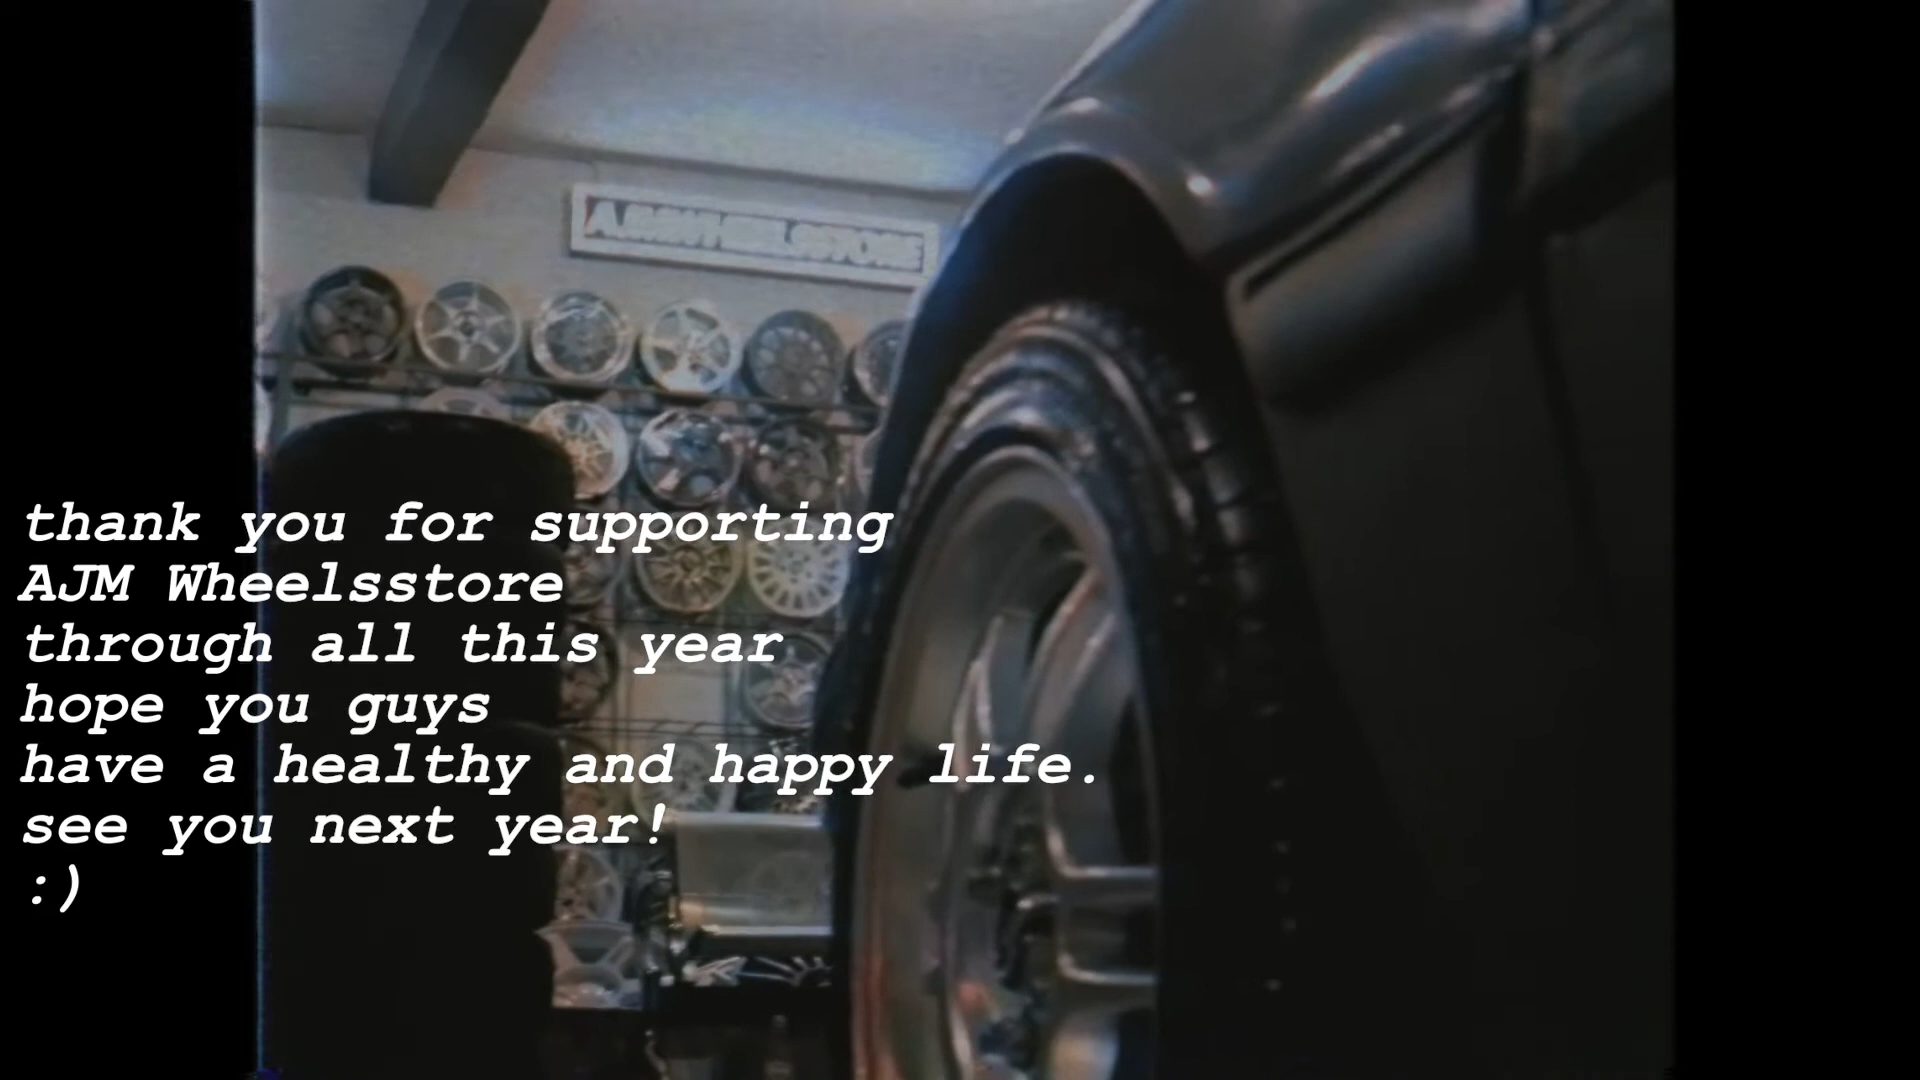 AJMWHEELSSTORE
thank you for supporting
AJM Wheelsstore
through all this year
hope you guys
have a healthy and happy life.
see you next year!
:)